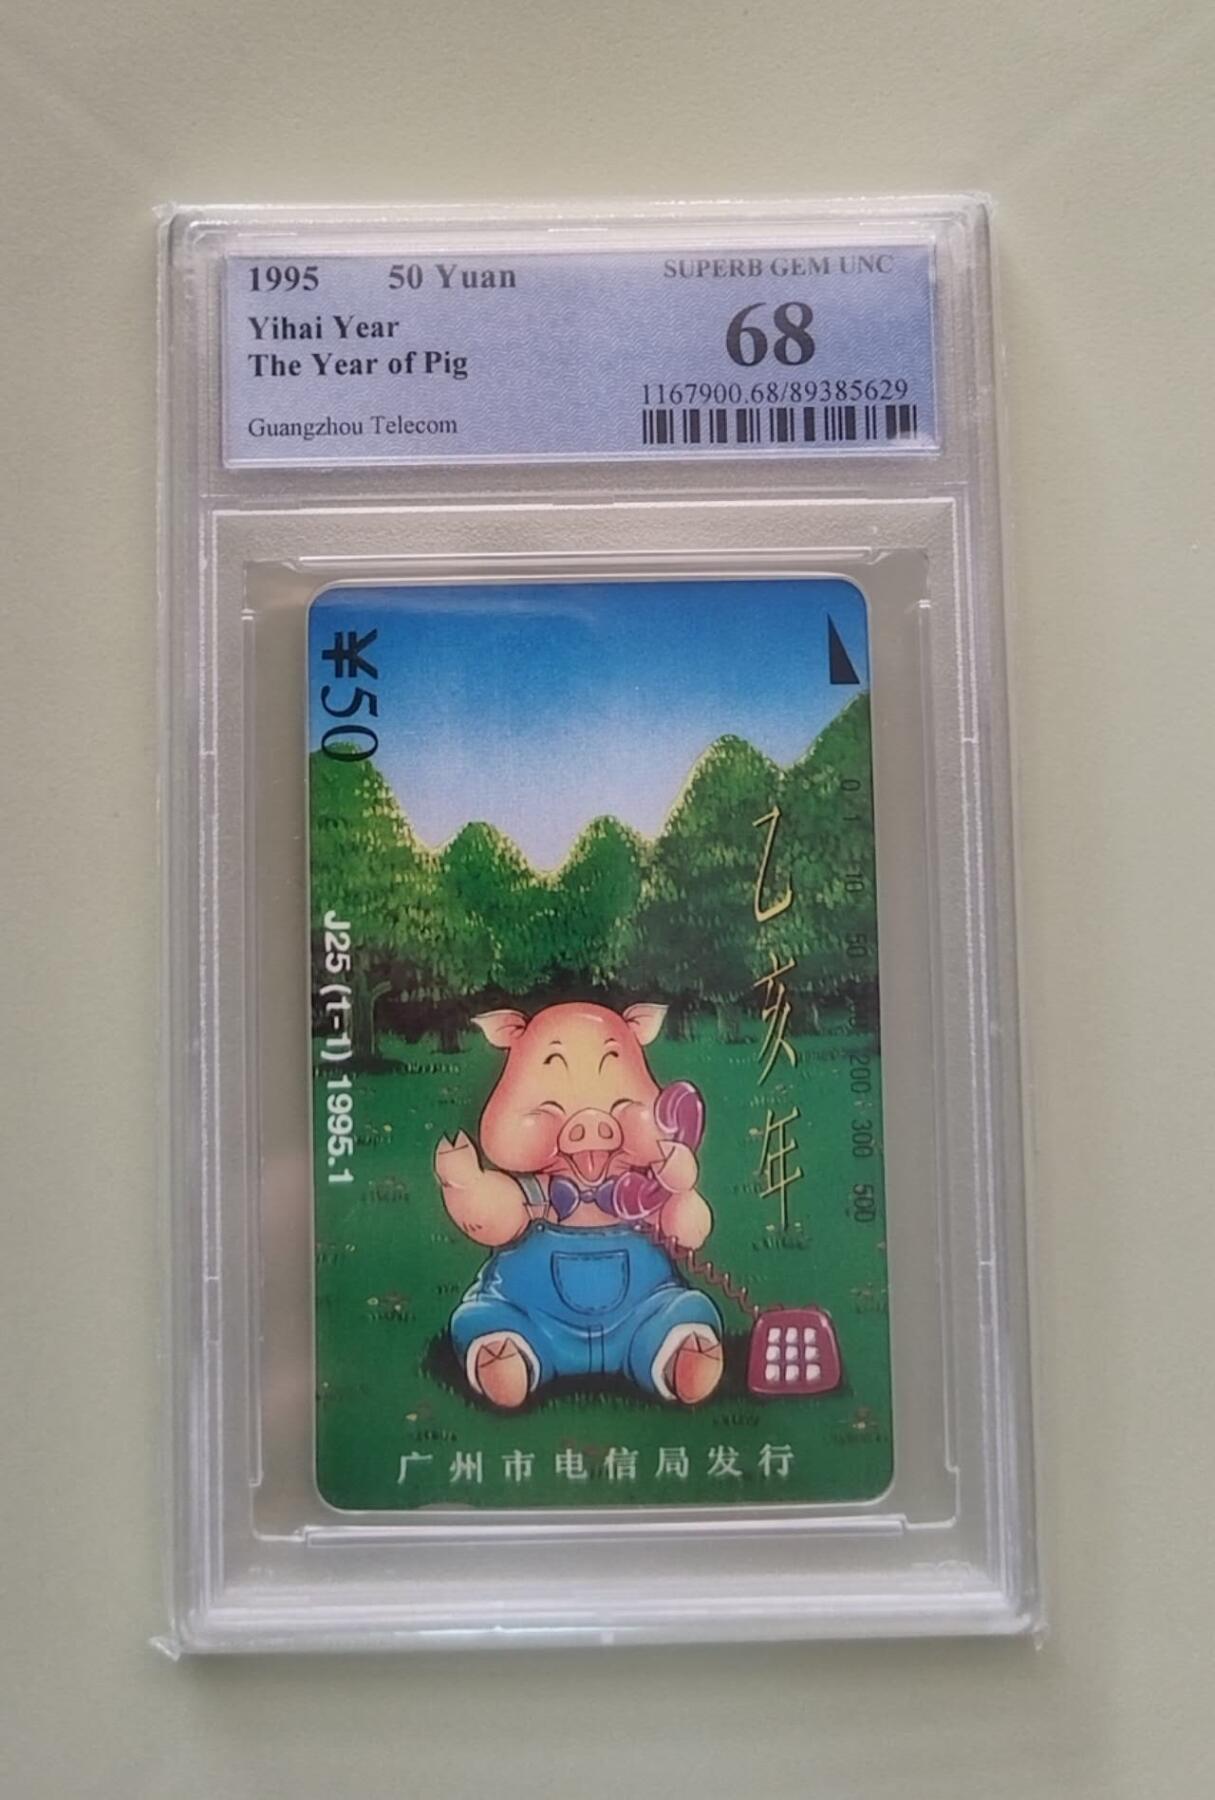 1995 50 Yuan
SUPERB GEM UNC
Yihai Year
68
The Year of Pig
1167900.68/89385629
Guangzhou Telecom
¥50
J25 (1-1) 1995.1
乙亥年
0/1 10 50 200 300 500
广州市电信局发行